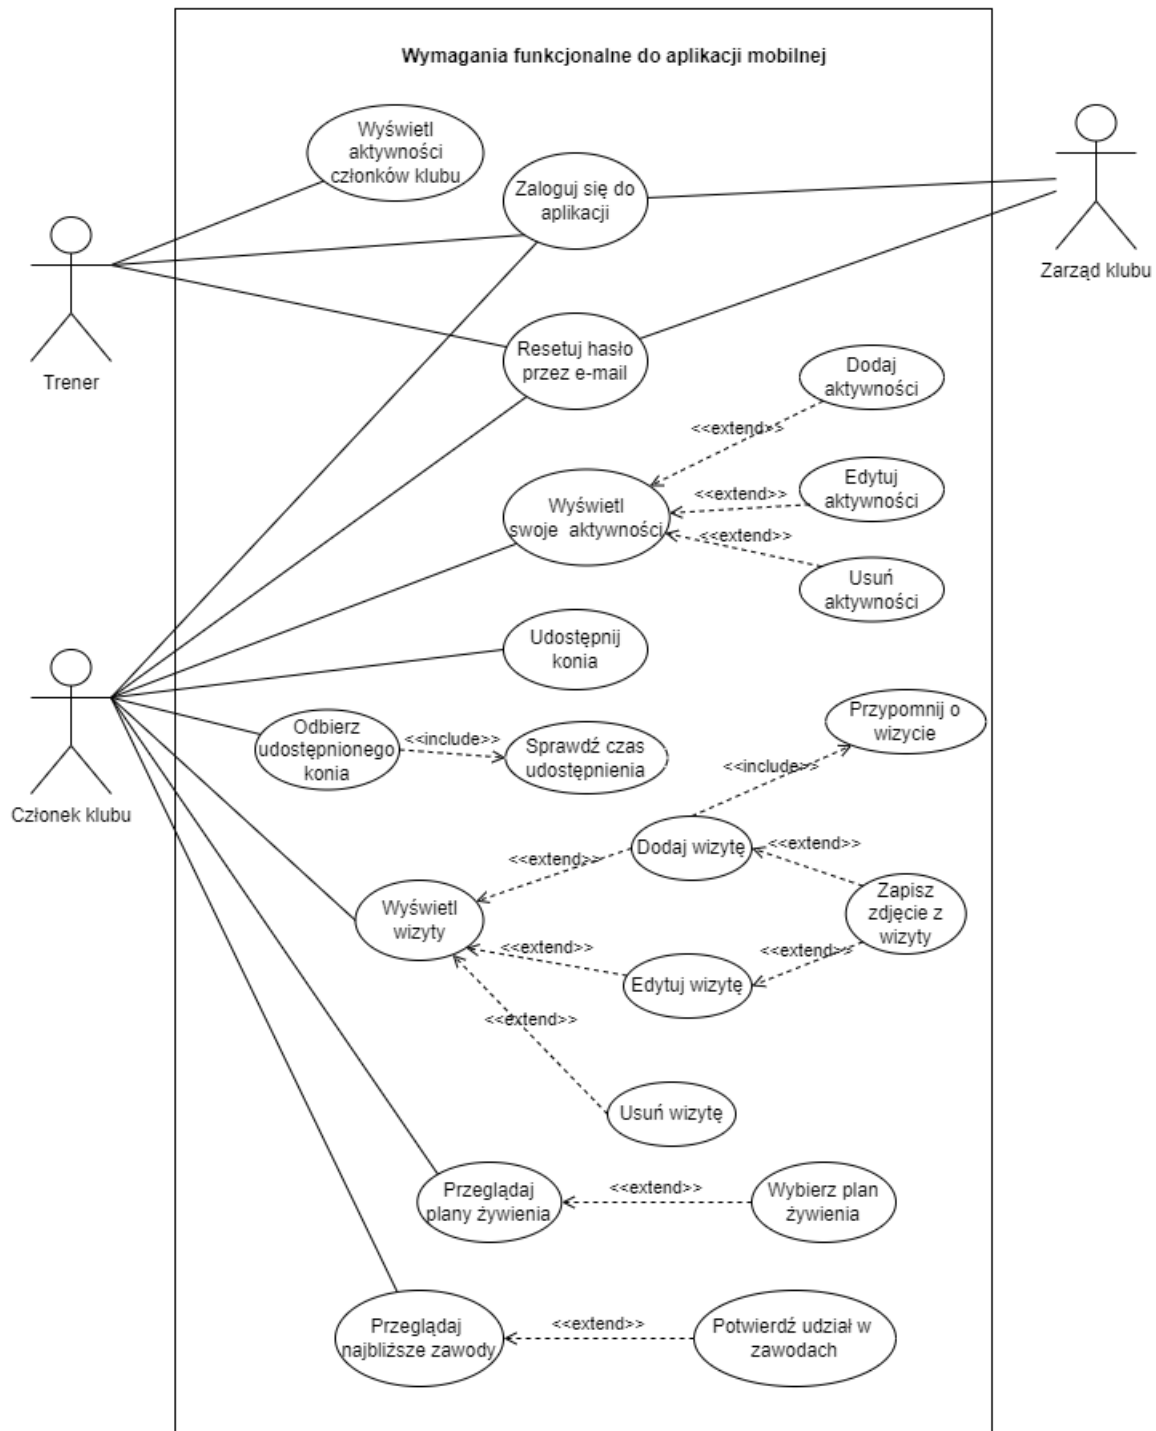 Wymagania funkcjonalne do aplikacji mobilnej
Wyświetl
aktywności
członków klubu
Zaloguj się do
aplikacji
Zarząd klubu
Trener
Resetuj hasło
przez e-mail
Dodaj
aktywności
<<extend>>
Edytuj
aktywności
<<extend>>
Wyświetl
swoje aktywności
<<extend>>
Usuń
aktywności
Udostępnij
konia
Członek klubu
Odbierz
udostępnionego
konia
<<include>>
Sprawdź czas
udostępnienia
Przypomnij o
wizycie
<<include>>
Dodaj wizytę
<<extend>>
<<extend>>
Zapisz
zdjęcie z
wizyty
Wyświetl
wizyty
<<extend>>
<<extend>>
Edytuj wizytę
<<extend>>
Usuń wizytę
Przeglądaj
plany żywienia
<<extend>>
Wybierz plan
żywienia
Przeglądaj
najbliższe zawody
<<extend>>
Potwierdź udział w
zawodach